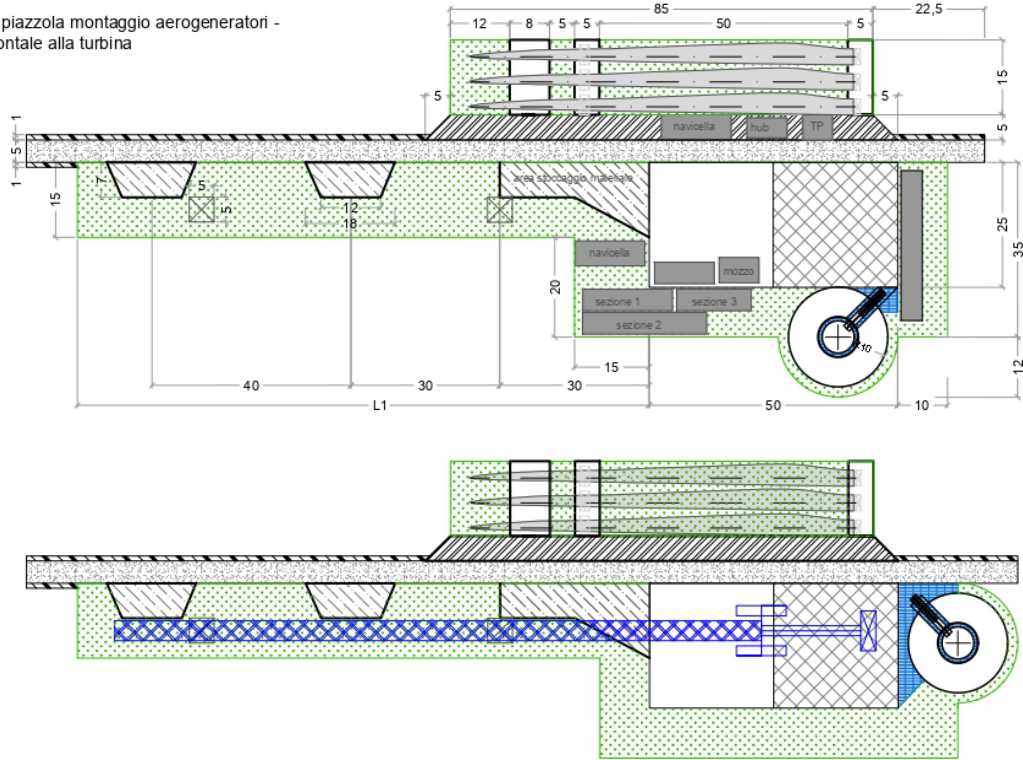 piazzola montaggio aerogeneratori -
ontale alla turbina
85
22,5
12
8
5
5
50
5
15
5
5
5
1
5
1
navicella
hub
TP
area stoccaggio materiale
7
5
5
12
18
15
25
35
navicella
mozzo
20
sezione 1
sezione 3
sezione 2
10
12
15
40
30
30
L1
50
10